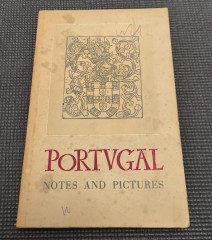 PORTVGAL
NOTES AND PICTURES